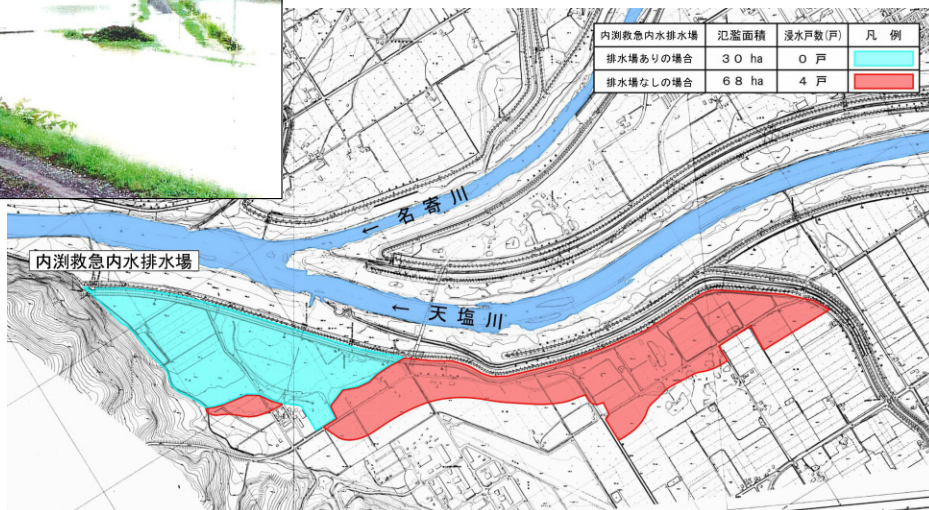 内渕救急内水排水場 氾濫面積 浸水戸数(戸) 凡 例
排水場ありの場合 30 ha 0 戸
排水場なしの場合 68 ha 4 戸
← 名寄川
内渕救急内水排水場
← 天塩川